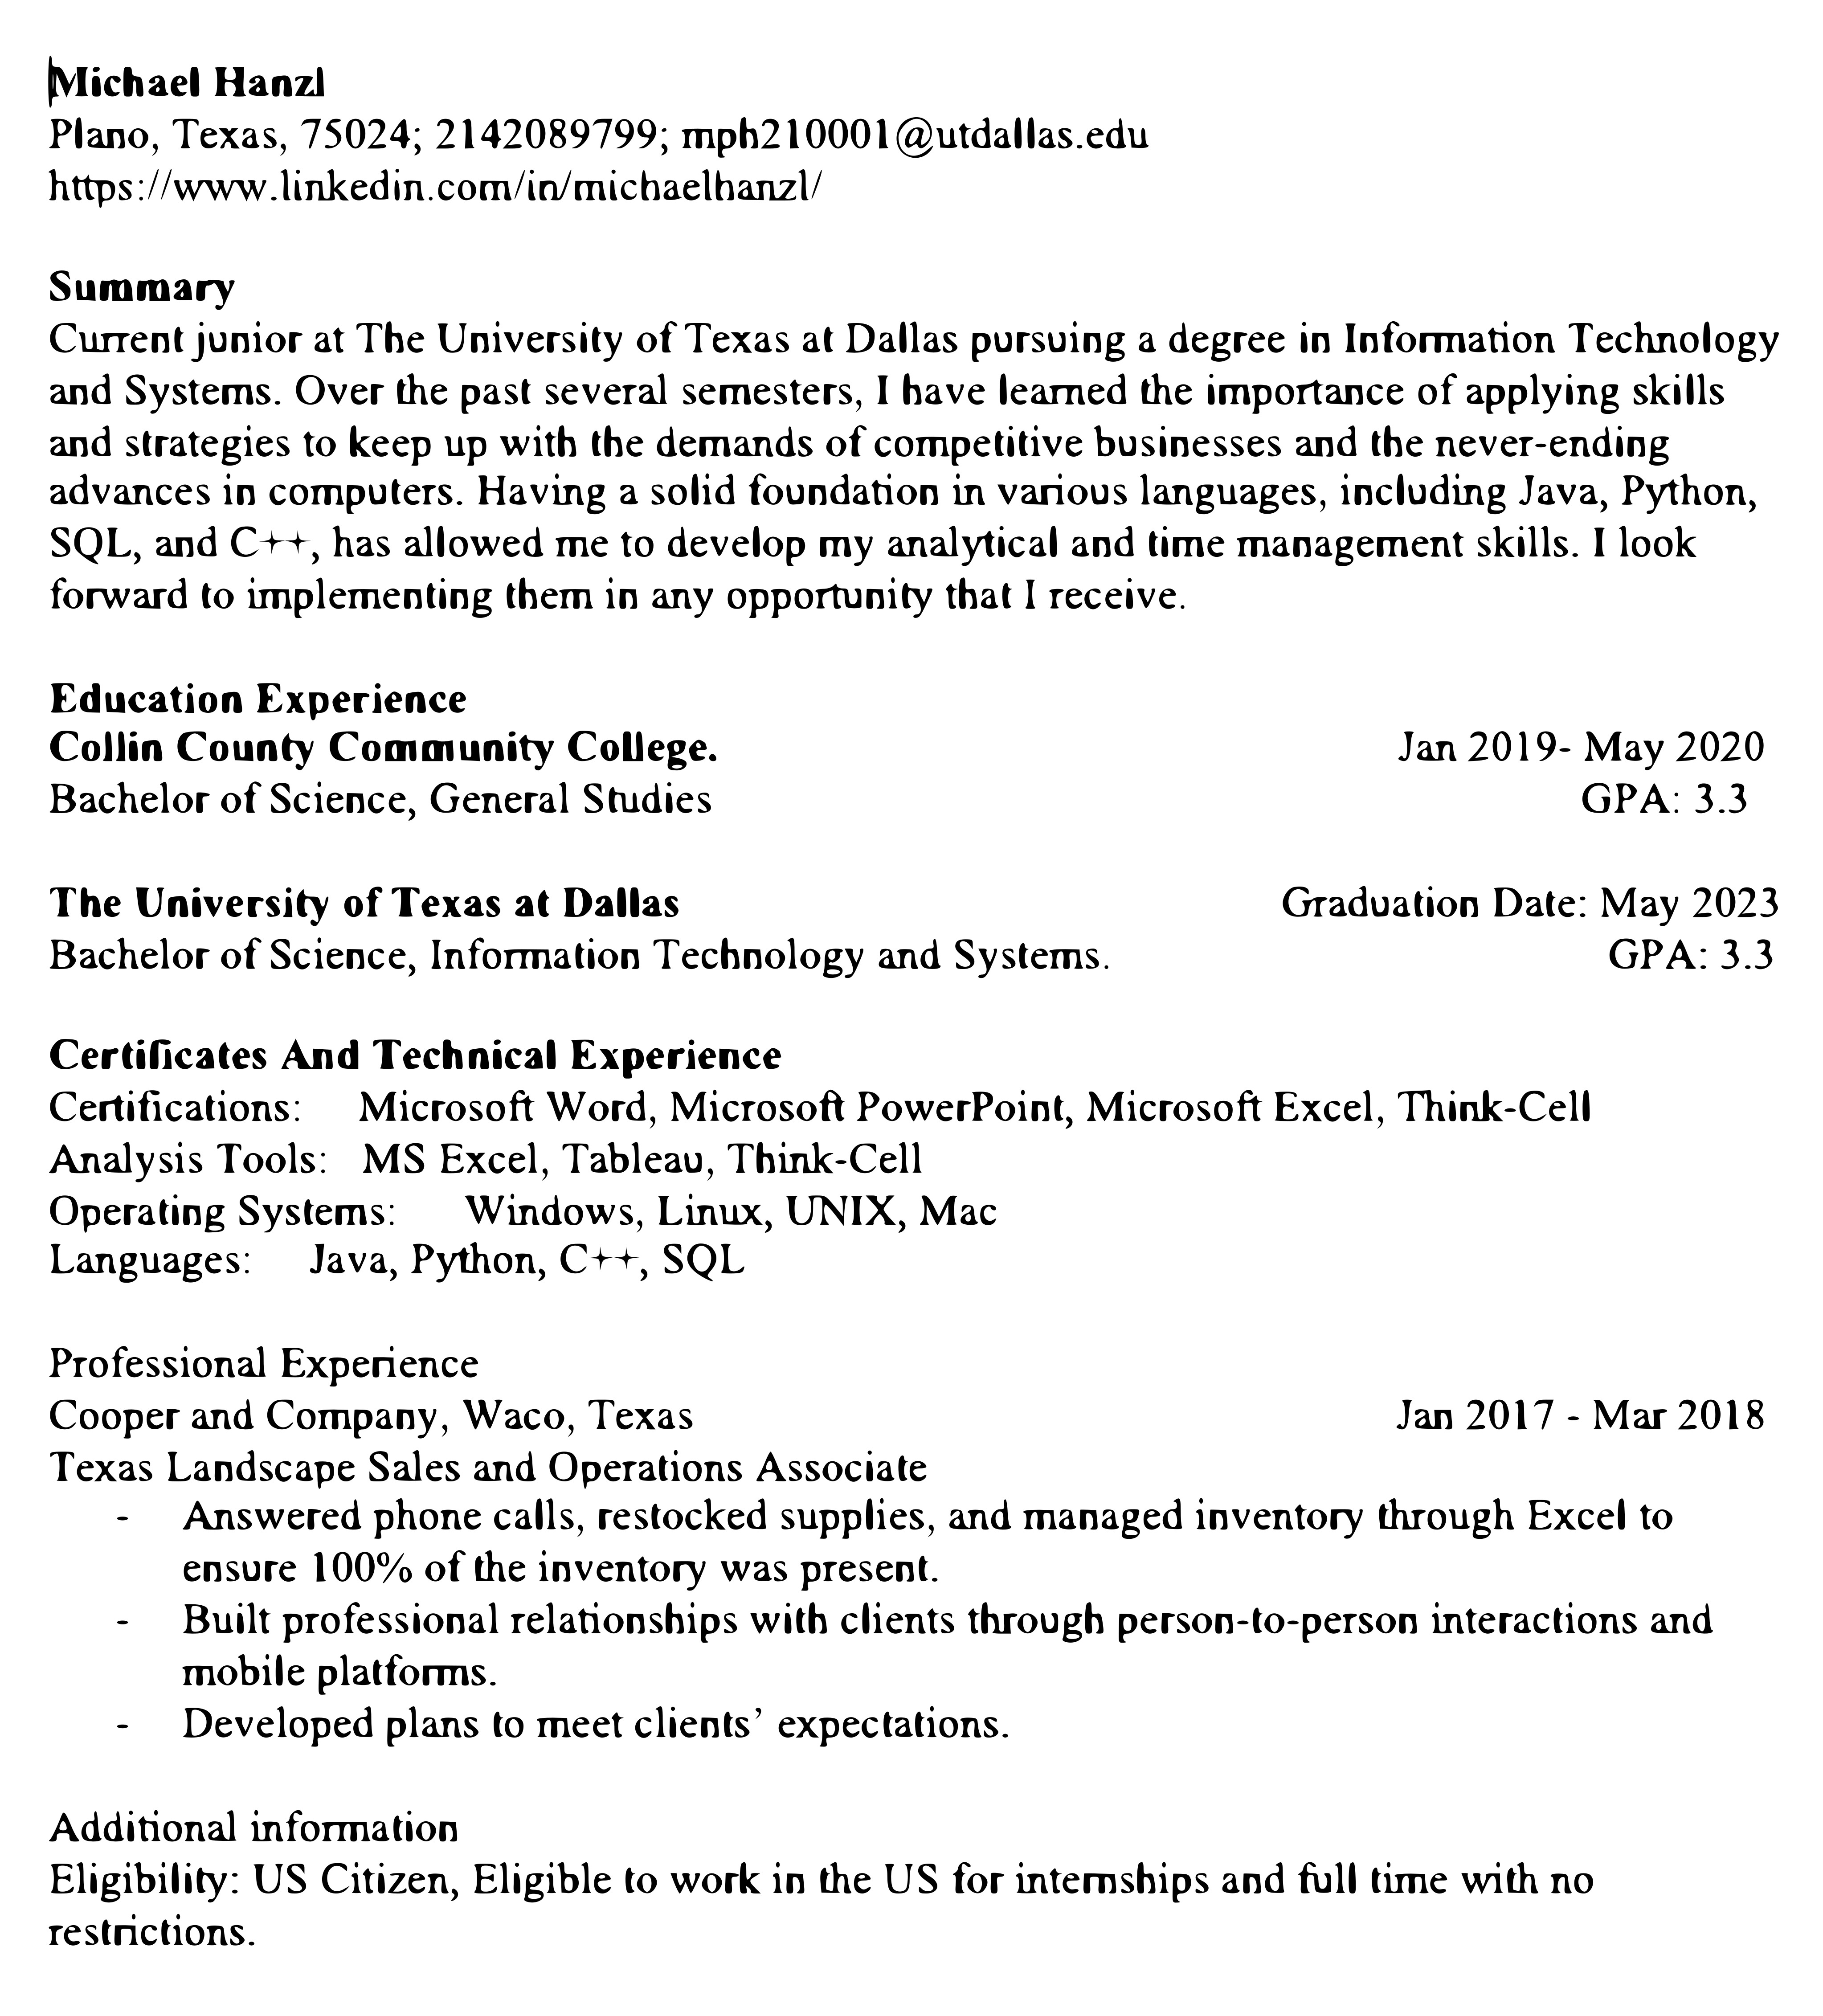 Michael Hanzl
Plano, Texas, 75024; 2142089799; mph210001@utdallas.edu
https://www.linkedin.com/in/michaelhanzl/
Summary
Current junior at The University of Texas at Dallas pursuing a degree in Information Technology
and Systems. Over the past several semesters, I have learned the importance of applying skills
and strategies to keep up with the demands of competitive businesses and the never-ending
advances in computers. Having a solid foundation in various languages, including Java, Python,
SQL, and C++, has allowed me to develop my analytical and time management skills. I look
forward to implementing them in any opportunity that I receive.
Education Experience
Collin County Community College. Jan 2019- May 2020
Bachelor of Science, General Studies GPA: 3.3
The University of Texas at Dallas Graduation Date: May 2023
Bachelor of Science, Information Technology and Systems. GPA: 3.3
Certificates And Technical Experience
Certifications: Microsoft Word, Microsoft PowerPoint, Microsoft Excel, Think-Cell
Analysis Tools: MS Excel, Tableau, Think-Cell
Operating Systems: Windows, Linux, UNIX, Mac
Languages: Java, Python, C++, SQL
Professional Experience
Cooper and Company, Waco, Texas Jan 2017 - Mar 2018
Texas Landscape Sales and Operations Associate
- Answered phone calls, restocked supplies, and managed inventory through Excel to
ensure 100% of the inventory was present.
- Built professional relationships with clients through person-to-person interactions and
mobile platforms.
- Developed plans to meet clients’ expectations.
Additional information
Eligibility: US Citizen, Eligible to work in the US for internships and full time with no
restrictions.